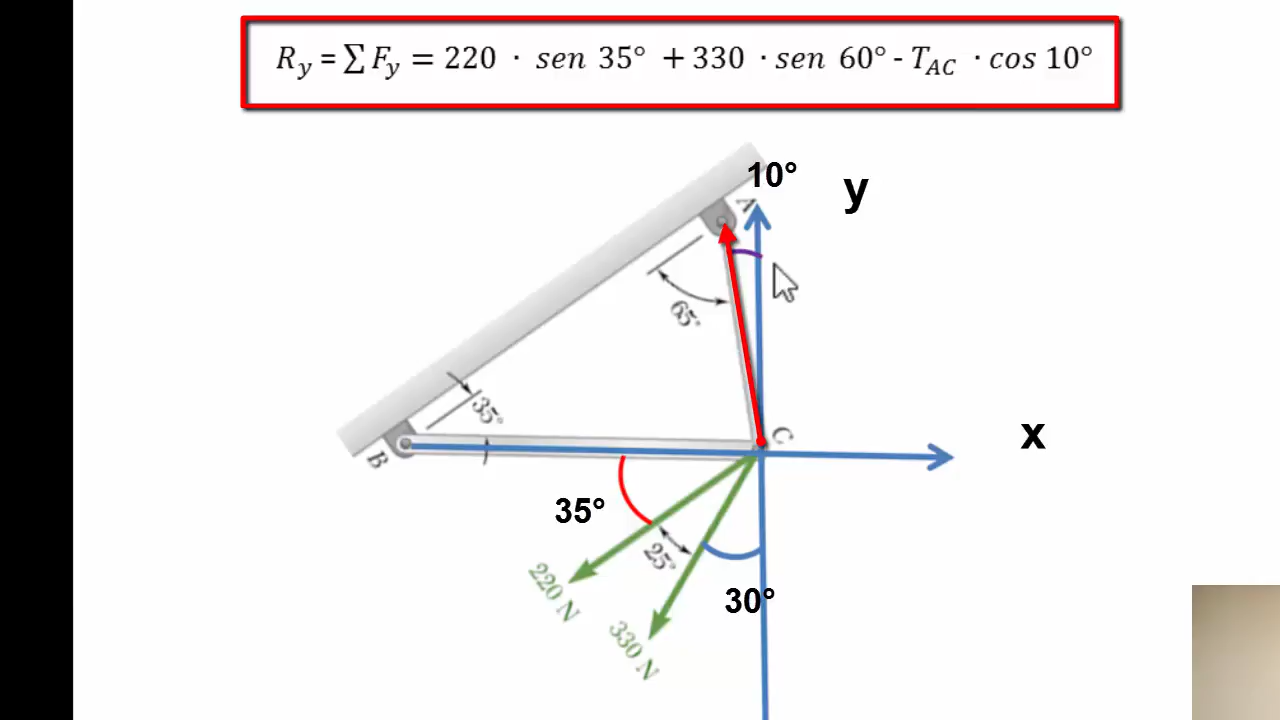 R_y = ∑ F_y = 220 · sen 35° + 330 · sen 60° - T_AC · cos 10°
10°
y
A
65°
35°
C
x
B
35°
25°
220 N
30°
330 N